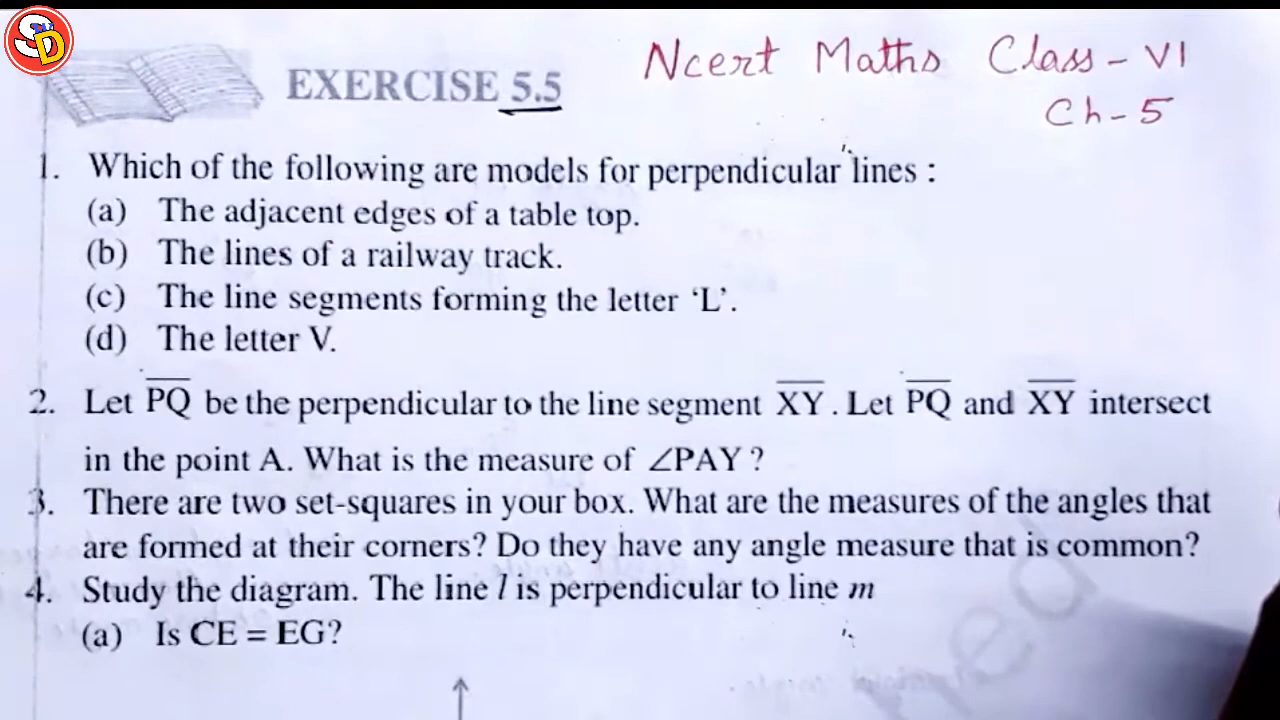 SD
Ncert Maths Class - VI
EXERCISE 5.5
Ch - 5
1. Which of the following are models for perpendicular lines :
(a) The adjacent edges of a table top.
(b) The lines of a railway track.
(c) The line segments forming the letter ‘L’.
(d) The letter V.
2. Let P̅Q̅ be the perpendicular to the line segment X̅Y̅ . Let P̅Q̅ and X̅Y̅ intersect
in the point A. What is the measure of ∠PAY ?
3. There are two set-squares in your box. What are the measures of the angles that
are formed at their corners? Do they have any angle measure that is common?
4. Study the diagram. The line l is perpendicular to line m
(a) Is CE = EG?